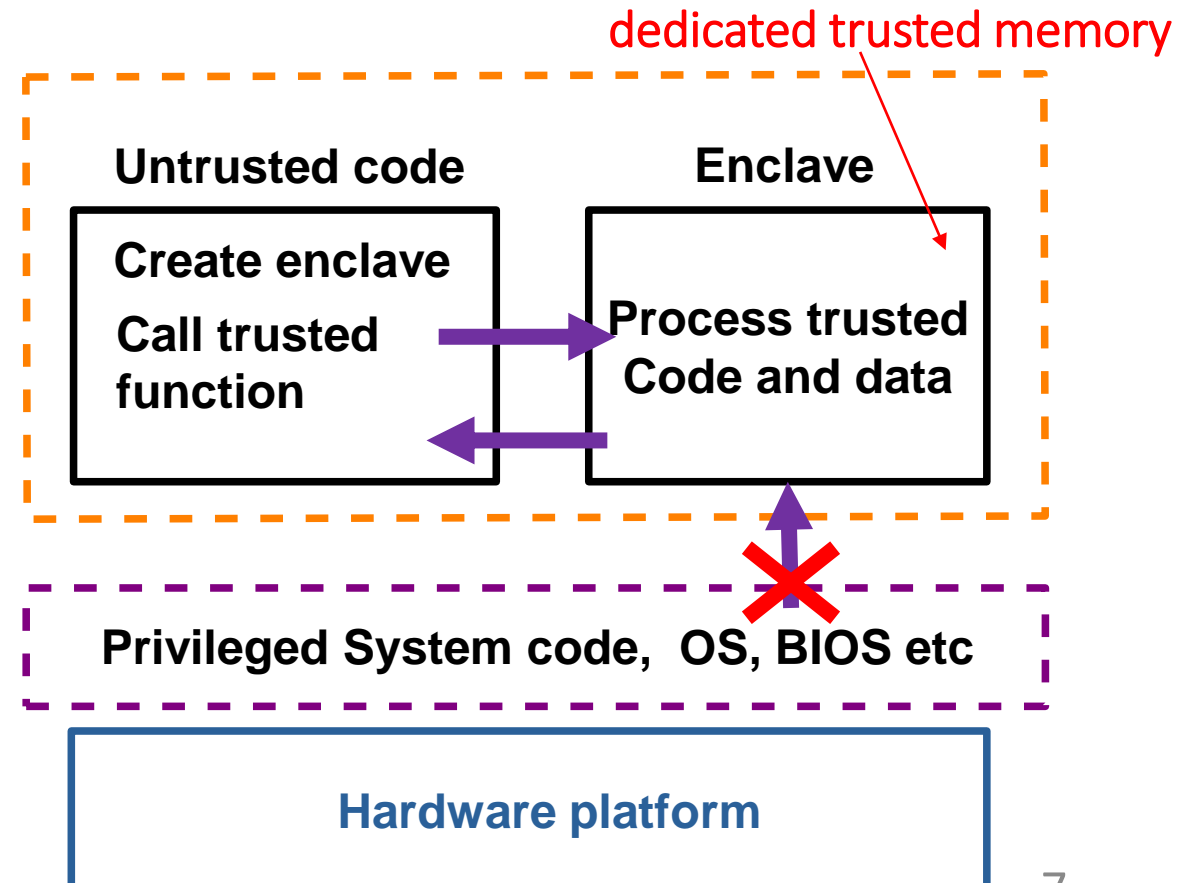 dedicated trusted memory
Untrusted code
Enclave
Create enclave
Call trusted
function
Process trusted
Code and data
Privileged System code,  OS, BIOS etc
Hardware platform